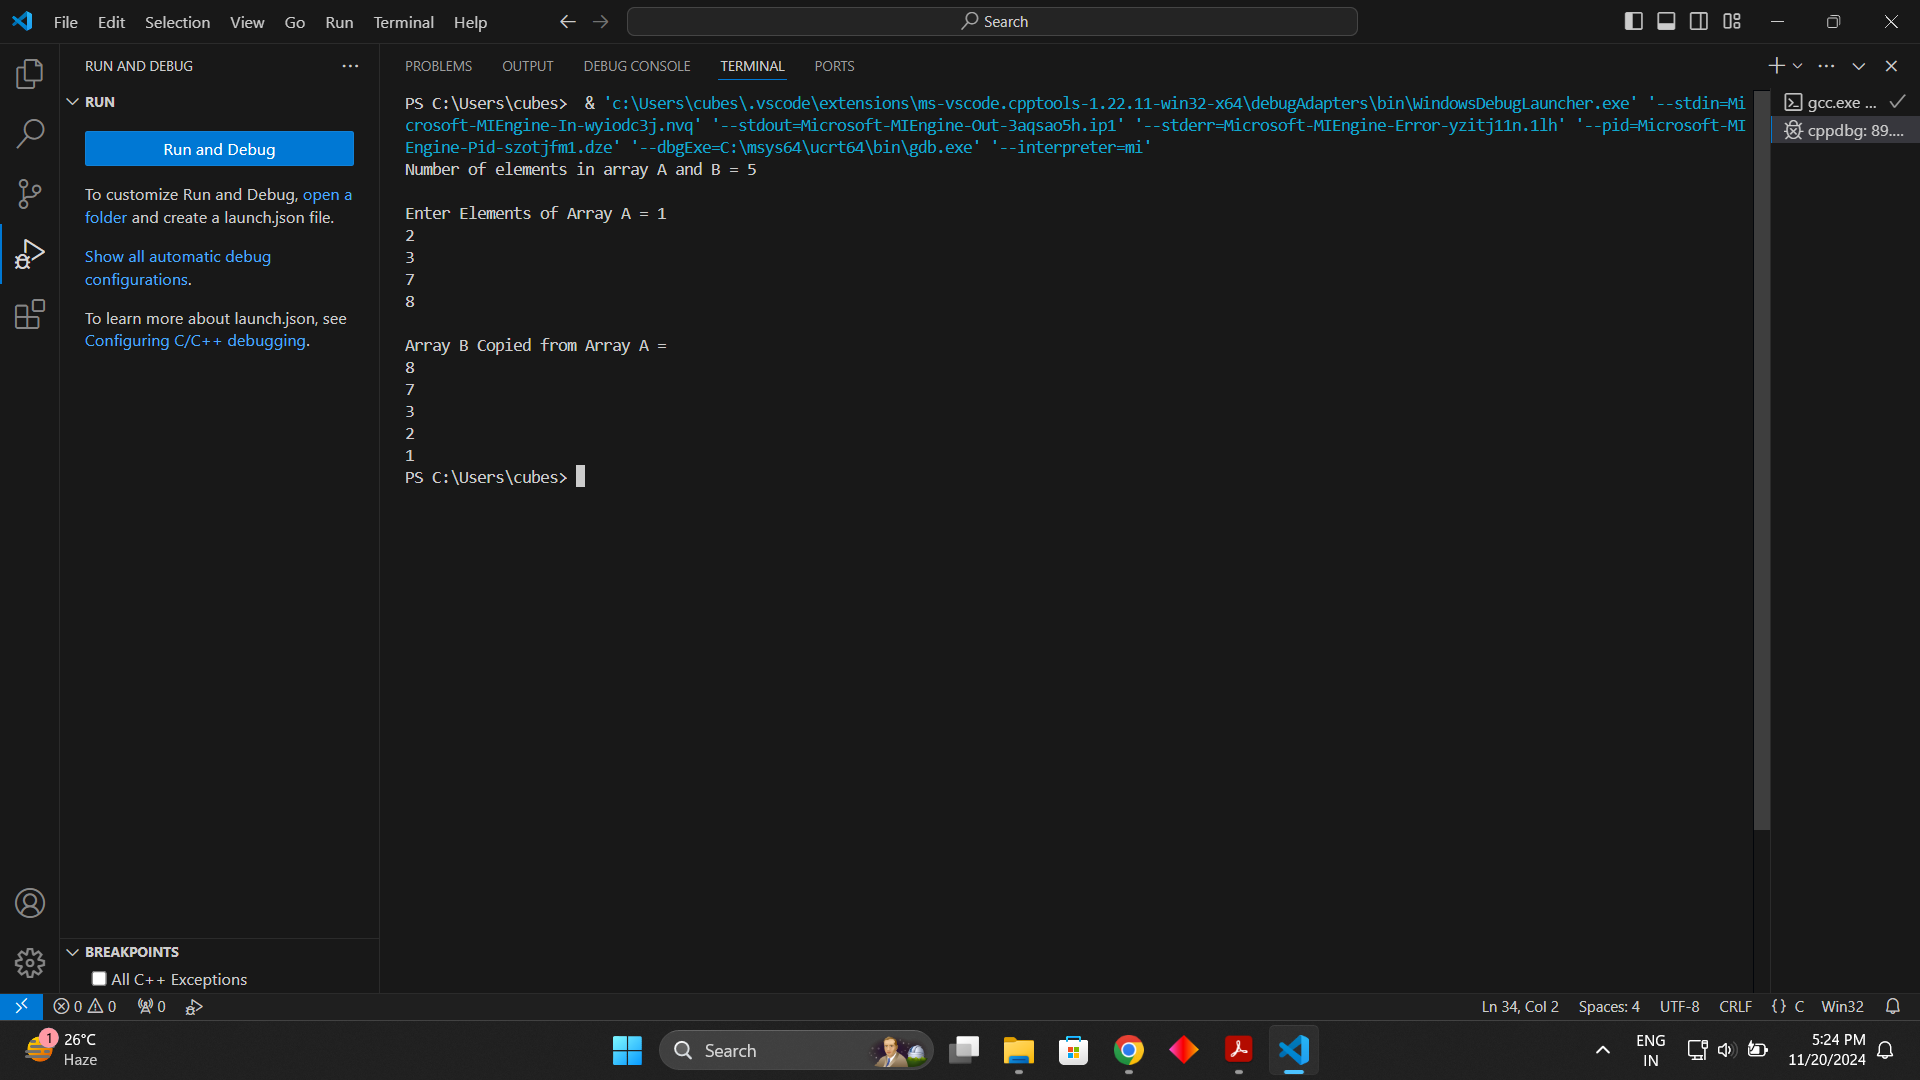 File Edit Selection View Go Run Terminal Help
Search
RUN AND DEBUG
RUN
Run and Debug
To customize Run and Debug, open a
folder and create a launch.json file.
Show all automatic debug
configurations.
To learn more about launch.json, see
Configuring C/C++ debugging.
BREAKPOINTS
All C++ Exceptions
PROBLEMS OUTPUT DEBUG CONSOLE TERMINAL PORTS
PS C:\Users\cubes>  & 'c:\Users\cubes\.vscode\extensions\ms-vscode.cpptools-1.22.11-win32-x64\debugAdapters\bin\WindowsDebugLauncher.exe' '--stdin=Mi
crosoft-MIEngine-In-wyiodc3j.nvq' '--stdout=Microsoft-MIEngine-Out-3aqsao5h.ip1' '--stderr=Microsoft-MIEngine-Error-yzitj11n.1lh' '--pid=Microsoft-MI
Engine-Pid-szotjfm1.dze' '--dbgExe=C:\msys64\ucrt64\bin\gdb.exe' '--interpreter=mi'
Number of elements in array A and B = 5
Enter Elements of Array A = 1
2
3
7
8
Array B Copied from Array A =
8
7
3
2
1
PS C:\Users\cubes>
gcc.exe ...
cppdbg: 89....
0 0 0
Ln 34, Col 2 Spaces: 4 UTF-8 CRLF {} C Win32
1
26°C
Haze
Search
ENG
IN
5:24 PM
11/20/2024